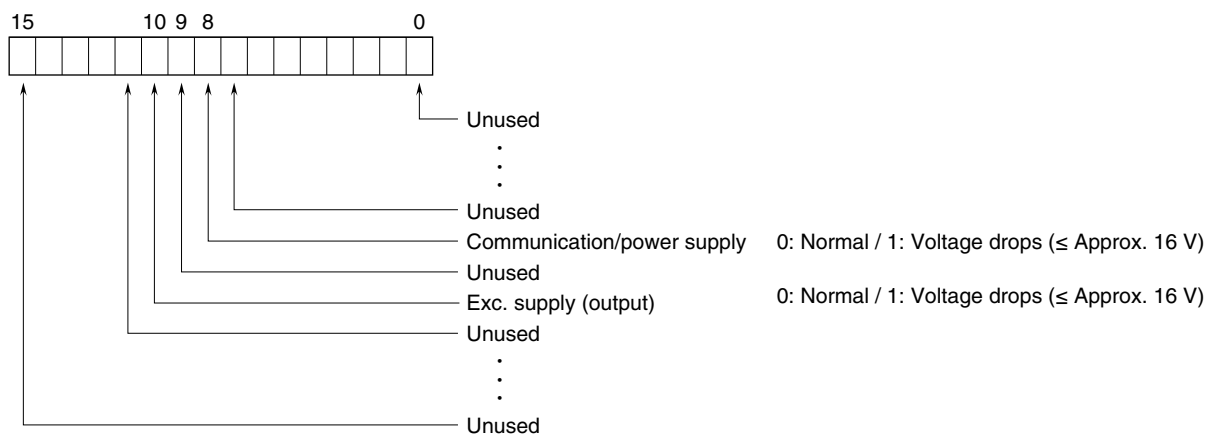 15 10 9 8 0
Unused
Unused
Communication/power supply 0: Normal / 1: Voltage drops (≤ Approx. 16 V)
Unused
Exc. supply (output) 0: Normal / 1: Voltage drops (≤ Approx. 16 V)
Unused
Unused